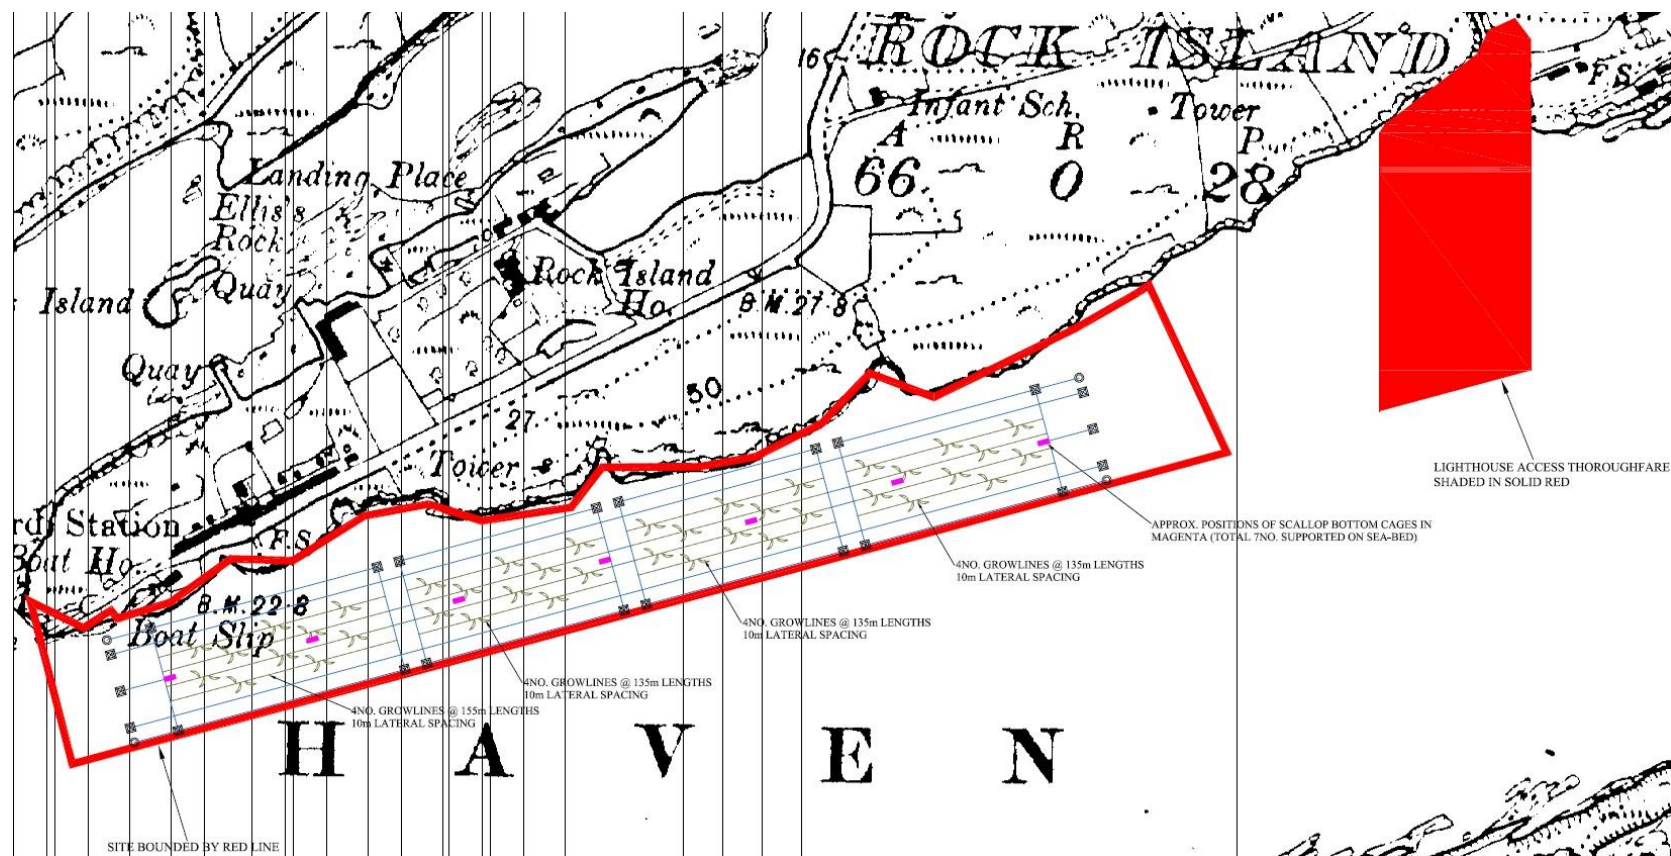 ROCK ISLAND
16
F.S.
Infant Sch.
Tower
A R P
66 0 28
Landing Place
Ellis's
Rock
Quay
Island
Rock Island
Ho.
B.M.27·8
Quay
50
27
Tower
LIGHTHOUSE ACCESS THOROUGHFARE
SHADED IN SOLID RED
APPROX. POSITIONS OF SCALLOP BOTTOM CAGES IN
MAGENTA (TOTAL 7NO. SUPPORTED ON SEA-BED)
rd Station
F.S.
Boat Ho.
4NO. GROWLINES @ 135m LENGTHS
10m LATERAL SPACING
B.M.22·8
Boat Slip
4NO. GROWLINES @ 135m LENGTHS
10m LATERAL SPACING
4NO. GROWLINES @ 135m LENGTHS
10m LATERAL SPACING
4NO. GROWLINES @ 155m LENGTHS
10m LATERAL SPACING
HAVEN
SITE BOUNDED BY RED LINE